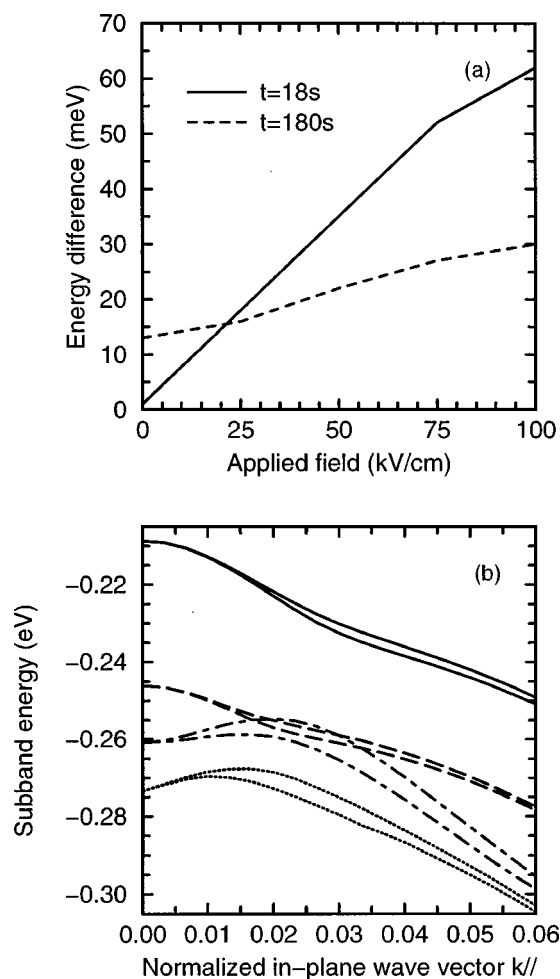 70
60
50
40
30
20
10
0
Energy difference (meV)
(a)
t=18s
t=180s
0 25 50 75 100
Applied field (kV/cm)
(b)
−0.22
−0.24
−0.26
−0.28
−0.30
Subband energy (eV)
0.00 0.01 0.02 0.03 0.04 0.05 0.06
Normalized in−plane wave vector k//